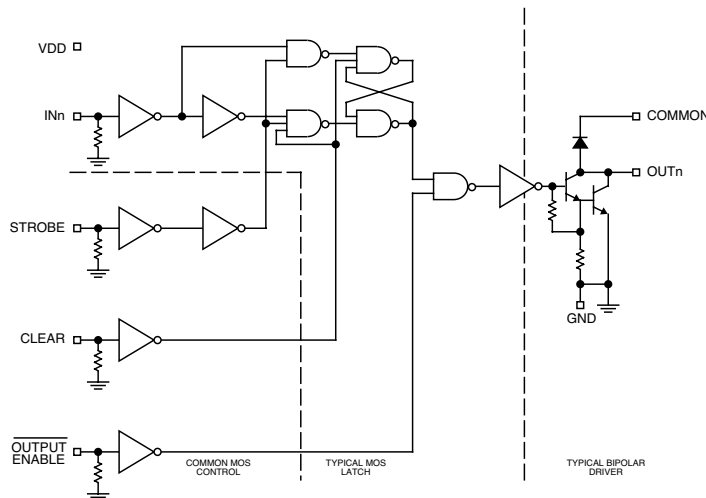 VDD
INn
COMMON
OUTn
STROBE
GND
CLEAR
OUTPUT
ENABLE
COMMON MOS
CONTROL
TYPICAL MOS
LATCH
TYPICAL BIPOLAR
DRIVER